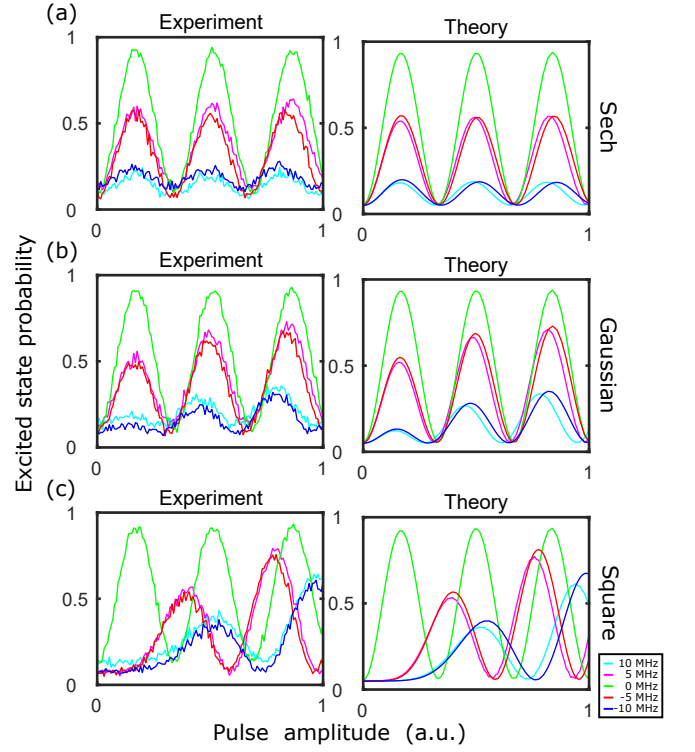 (a)
Experiment
Theory
1
0.5
0
0
1
1
0.5
0
0
1
Sech
(b)
Experiment
Theory
1
0.5
0
0
1
1
0.5
0
0
1
Gaussian
Excited state probability
(c)
Experiment
Theory
1
0.5
0
0
1
1
0.5
0
0
1
Square
10 MHz
5 MHz
0 MHz
-5 MHz
-10 MHz
Pulse amplitude (a.u.)